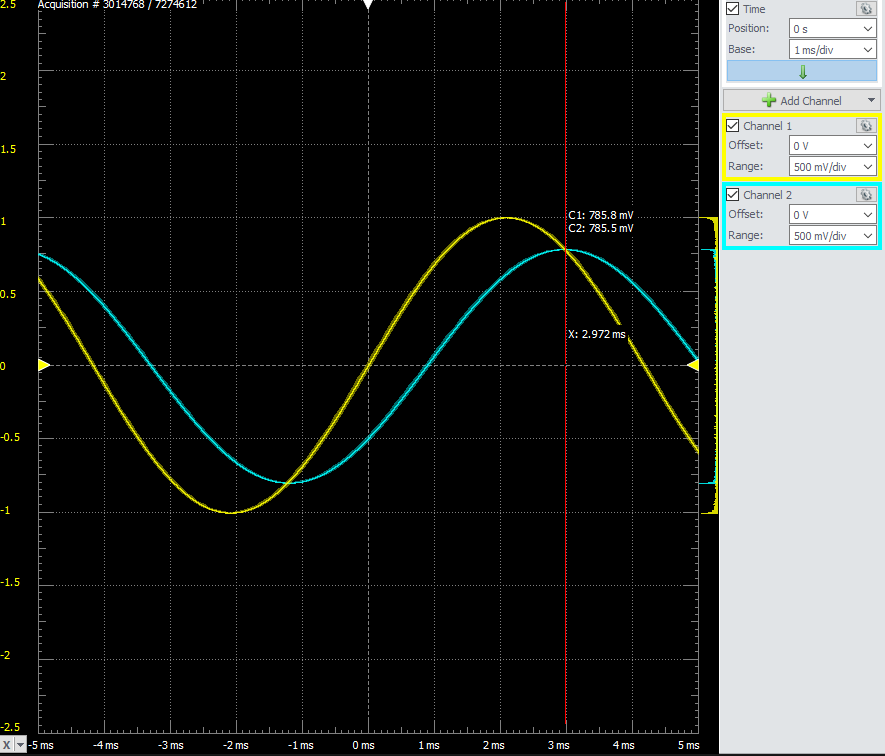 2.5
Acquisition # 3014768 / 7274612
2
1.5
1
0.5
0
-0.5
-1
-1.5
-2
-2.5
C1: 785.8 mV
C2: 785.5 mV
X: 2.972 ms
X
-5 ms -4 ms -3 ms -2 ms -1 ms 0 ms 1 ms 2 ms 3 ms 4 ms 5 ms
Time
Position: 0 s
Base: 1 ms/div
Add Channel
Channel 1
Offset: 0 V
Range: 500 mV/div
Channel 2
Offset: 0 V
Range: 500 mV/div